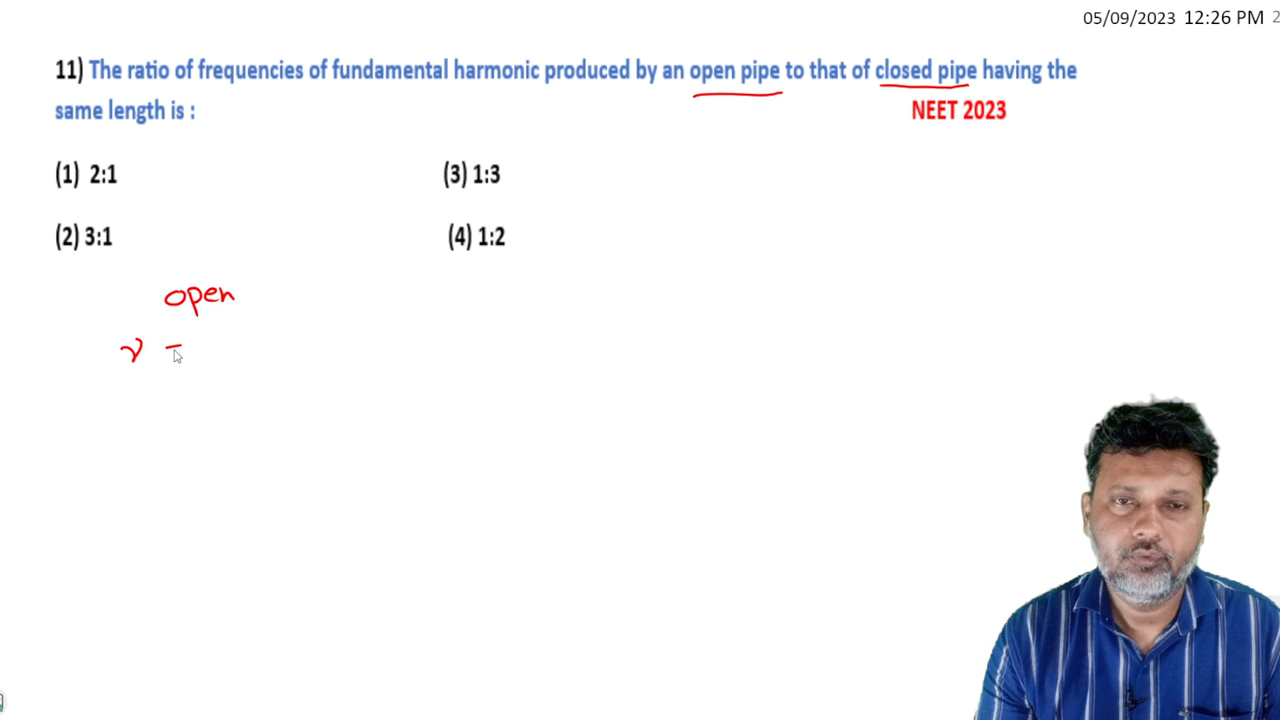 05/09/2023 12:26 PM 2
11) The ratio of frequencies of fundamental harmonic produced by an open pipe to that of closed pipe having the
same length is : NEET 2023
(1) 2:1 (3) 1:3
(2) 3:1 (4) 1:2
open
ν =